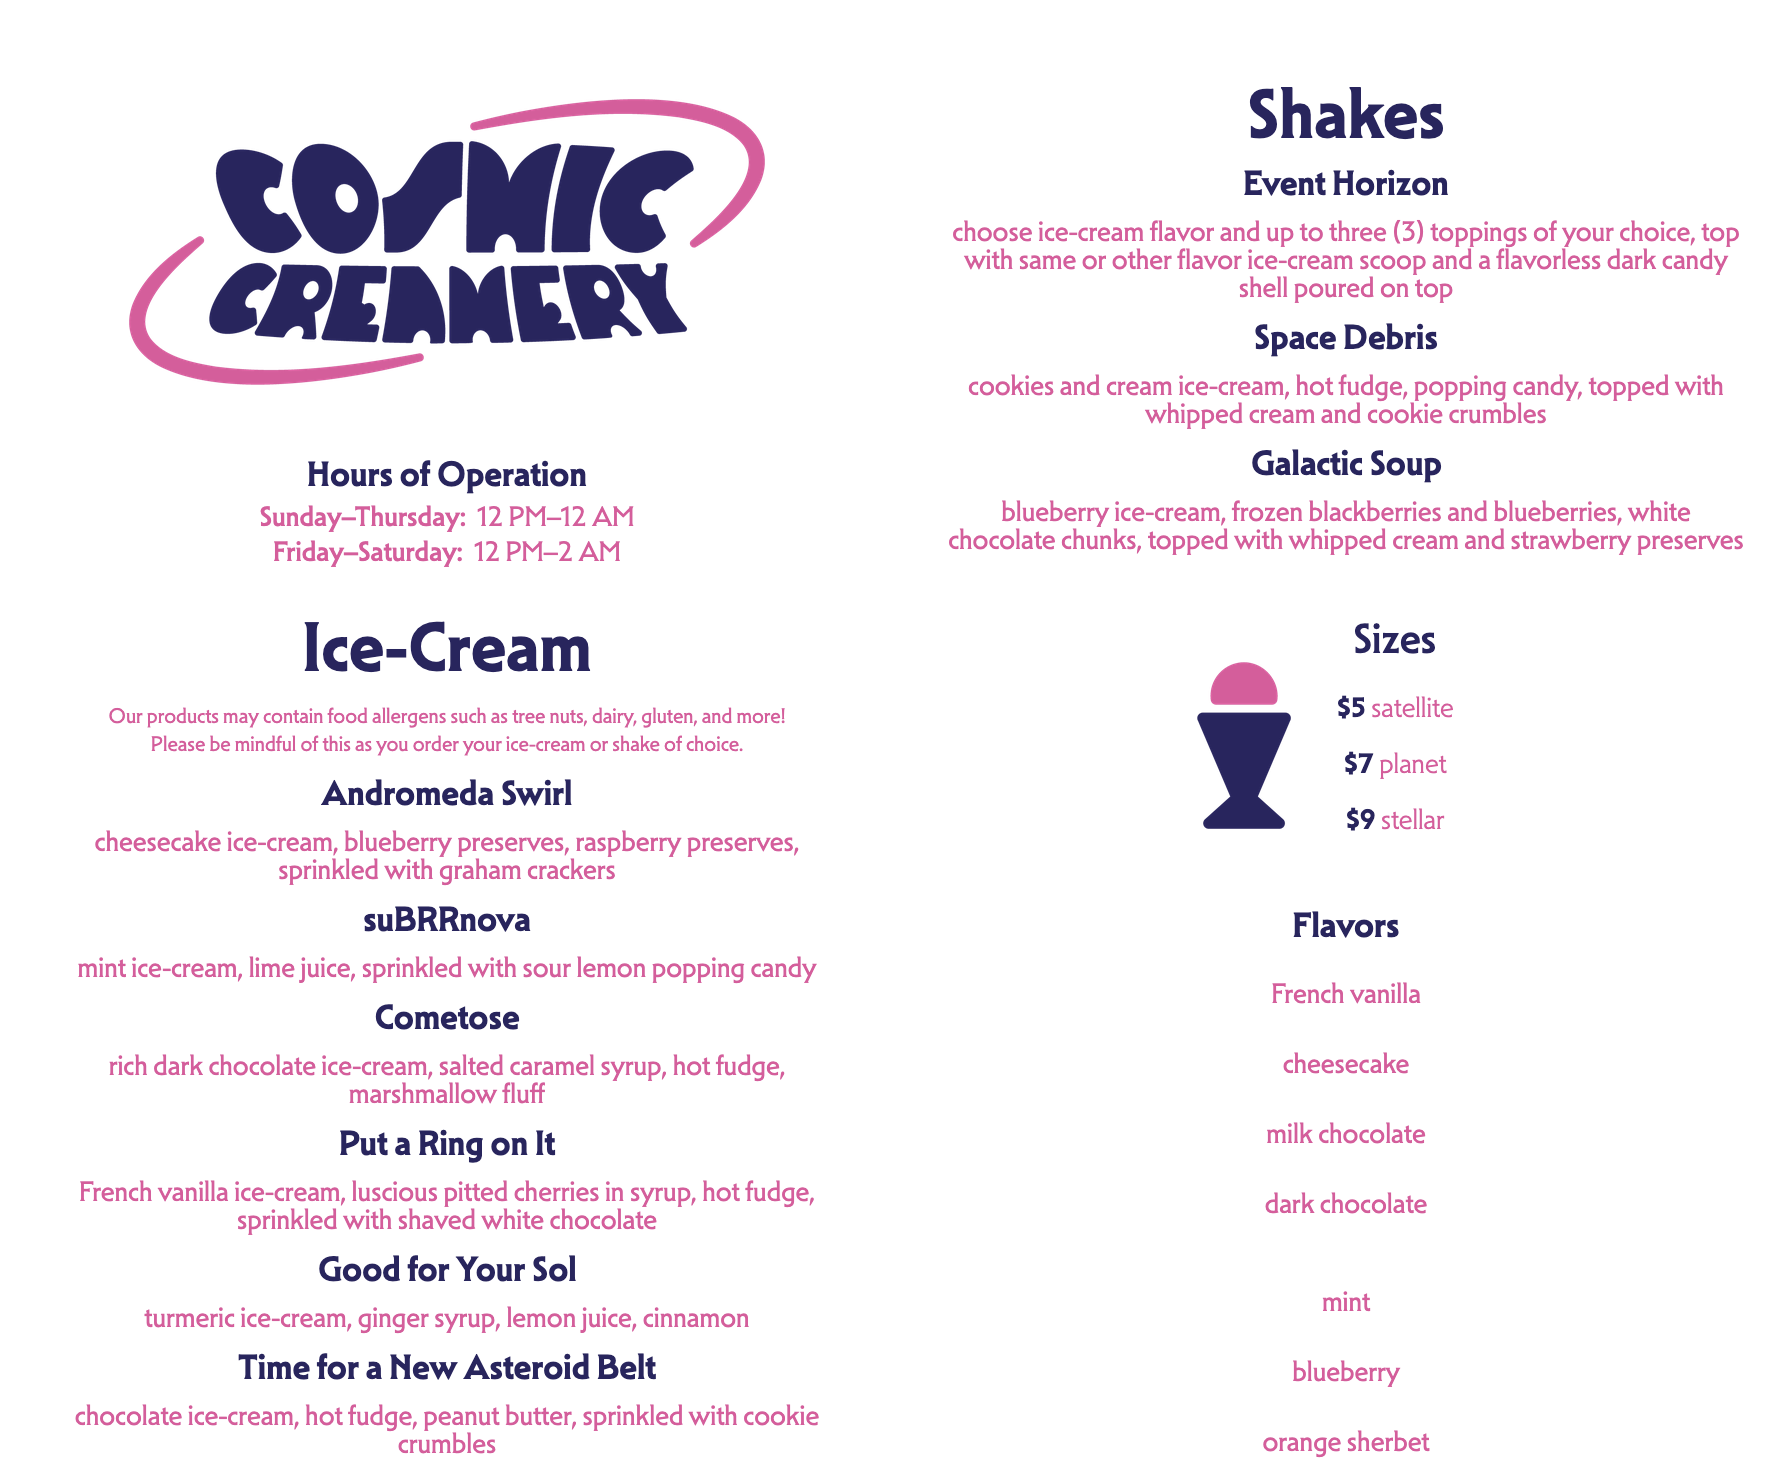 COSMIC
CREAMERY
Hours of Operation
Sunday–Thursday: 12 PM–12 AM
Friday–Saturday: 12 PM–2 AM
Ice-Cream
Our products may contain food allergens such as tree nuts, dairy, gluten, and more!
Please be mindful of this as you order your ice-cream or shake of choice.
Andromeda Swirl
cheesecake ice-cream, blueberry preserves, raspberry preserves,
sprinkled with graham crackers
suBRRnova
mint ice-cream, lime juice, sprinkled with sour lemon popping candy
Cometose
rich dark chocolate ice-cream, salted caramel syrup, hot fudge,
marshmallow fluff
Put a Ring on It
French vanilla ice-cream, luscious pitted cherries in syrup, hot fudge,
sprinkled with shaved white chocolate
Good for Your Sol
turmeric ice-cream, ginger syrup, lemon juice, cinnamon
Time for a New Asteroid Belt
chocolate ice-cream, hot fudge, peanut butter, sprinkled with cookie
crumbles
Shakes
Event Horizon
choose ice-cream flavor and up to three (3) toppings of your choice, top
with same or other flavor ice-cream scoop and a flavorless dark candy
shell poured on top
Space Debris
cookies and cream ice-cream, hot fudge, popping candy, topped with
whipped cream and cookie crumbles
Galactic Soup
blueberry ice-cream, frozen blackberries and blueberries, white
chocolate chunks, topped with whipped cream and strawberry preserves
Sizes
$5 satellite
$7 planet
$9 stellar
Flavors
French vanilla
cheesecake
milk chocolate
dark chocolate
mint
blueberry
orange sherbet